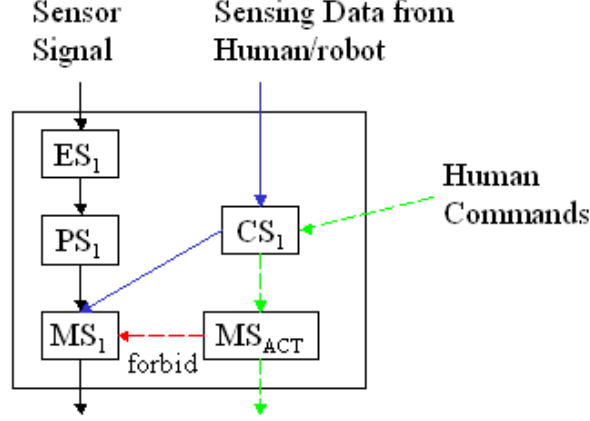 Sensor
Signal
Sensing Data from
Human/robot
ES1
PS1
CS1
Human
Commands
MS1
forbid
MSACT